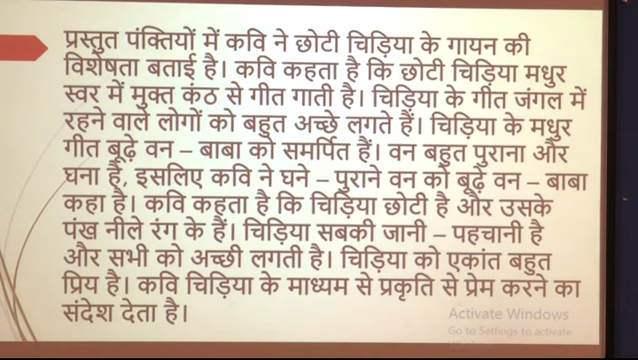 प्रस्तुत पंक्तियों में कवि ने छोटी चिड़िया के गायन की
विशेषता बताई है। कवि कहता है कि छोटी चिड़िया मधुर
स्वर में मुक्त कंठ से गीत गाती है। चिड़िया के गीत जंगल में
रहने वाले लोगों को बहुत अच्छे लगते हैं। चिड़िया के मधुर
गीत बूढ़े वन – बाबा को समर्पित हैं। वन बहुत पुराना और
घना है, इसलिए कवि ने घने – पुराने वन को बूढ़े वन – बाबा
कहा है। कवि कहता है कि चिड़िया छोटी है और उसके
पंख नीले रंग के हैं। चिड़िया सबकी जानी – पहचानी है
और सभी को अच्छी लगती है। चिड़िया को एकांत बहुत
प्रिय है। कवि चिड़िया के माध्यम से प्रकृति से प्रेम करने का
संदेश देता है।
Activate Windows
Go to Settings to activate